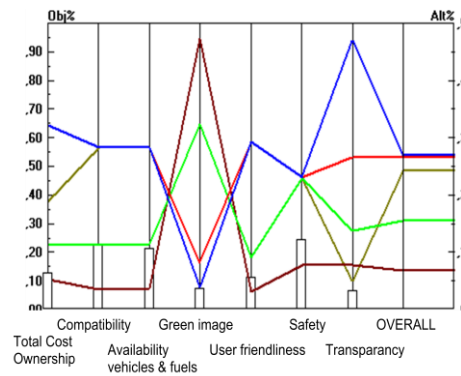 Obj%
Alt%
,90
,80
,70
,60
,50
,40
,30
,20
,10
,00
Compatibility
Green image
Safety
OVERALL
Total Cost
Ownership
Availability
vehicles & fuels
User friendliness
Transparancy